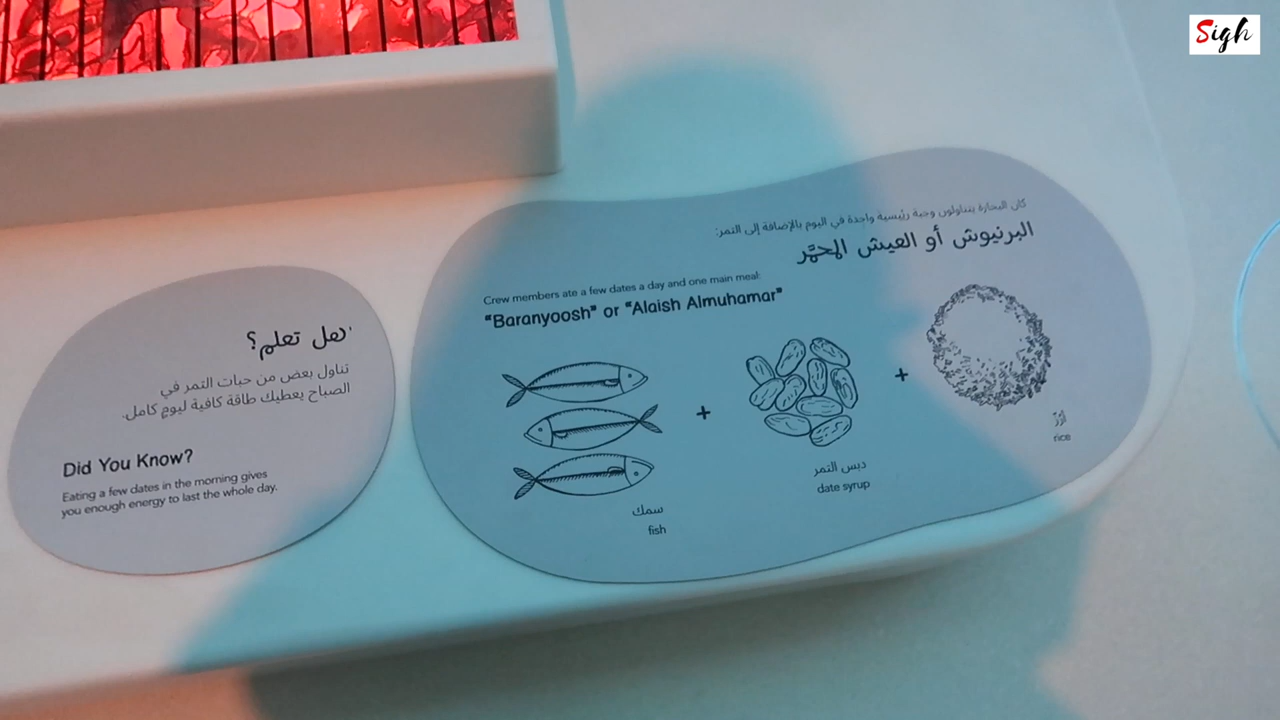 Sigh
كان البحارة يتناولون وجبة رئيسية واحدة في اليوم بالإضافة إلى التمر:
البرنيوش أو العيش المحمّر
Crew members ate a few dates a day and one main meal:
“Baranyoosh” or “Alaish Almuhamar”
+
+
سمك
fish
دبس التمر
date syrup
أرُزّ
rice
هل تعلم؟
تناول بعض من حبات التمر في
الصباح يعطيك طاقة كافية ليومٍ كامل.
Did You Know?
Eating a few dates in the morning gives
you enough energy to last the whole day.